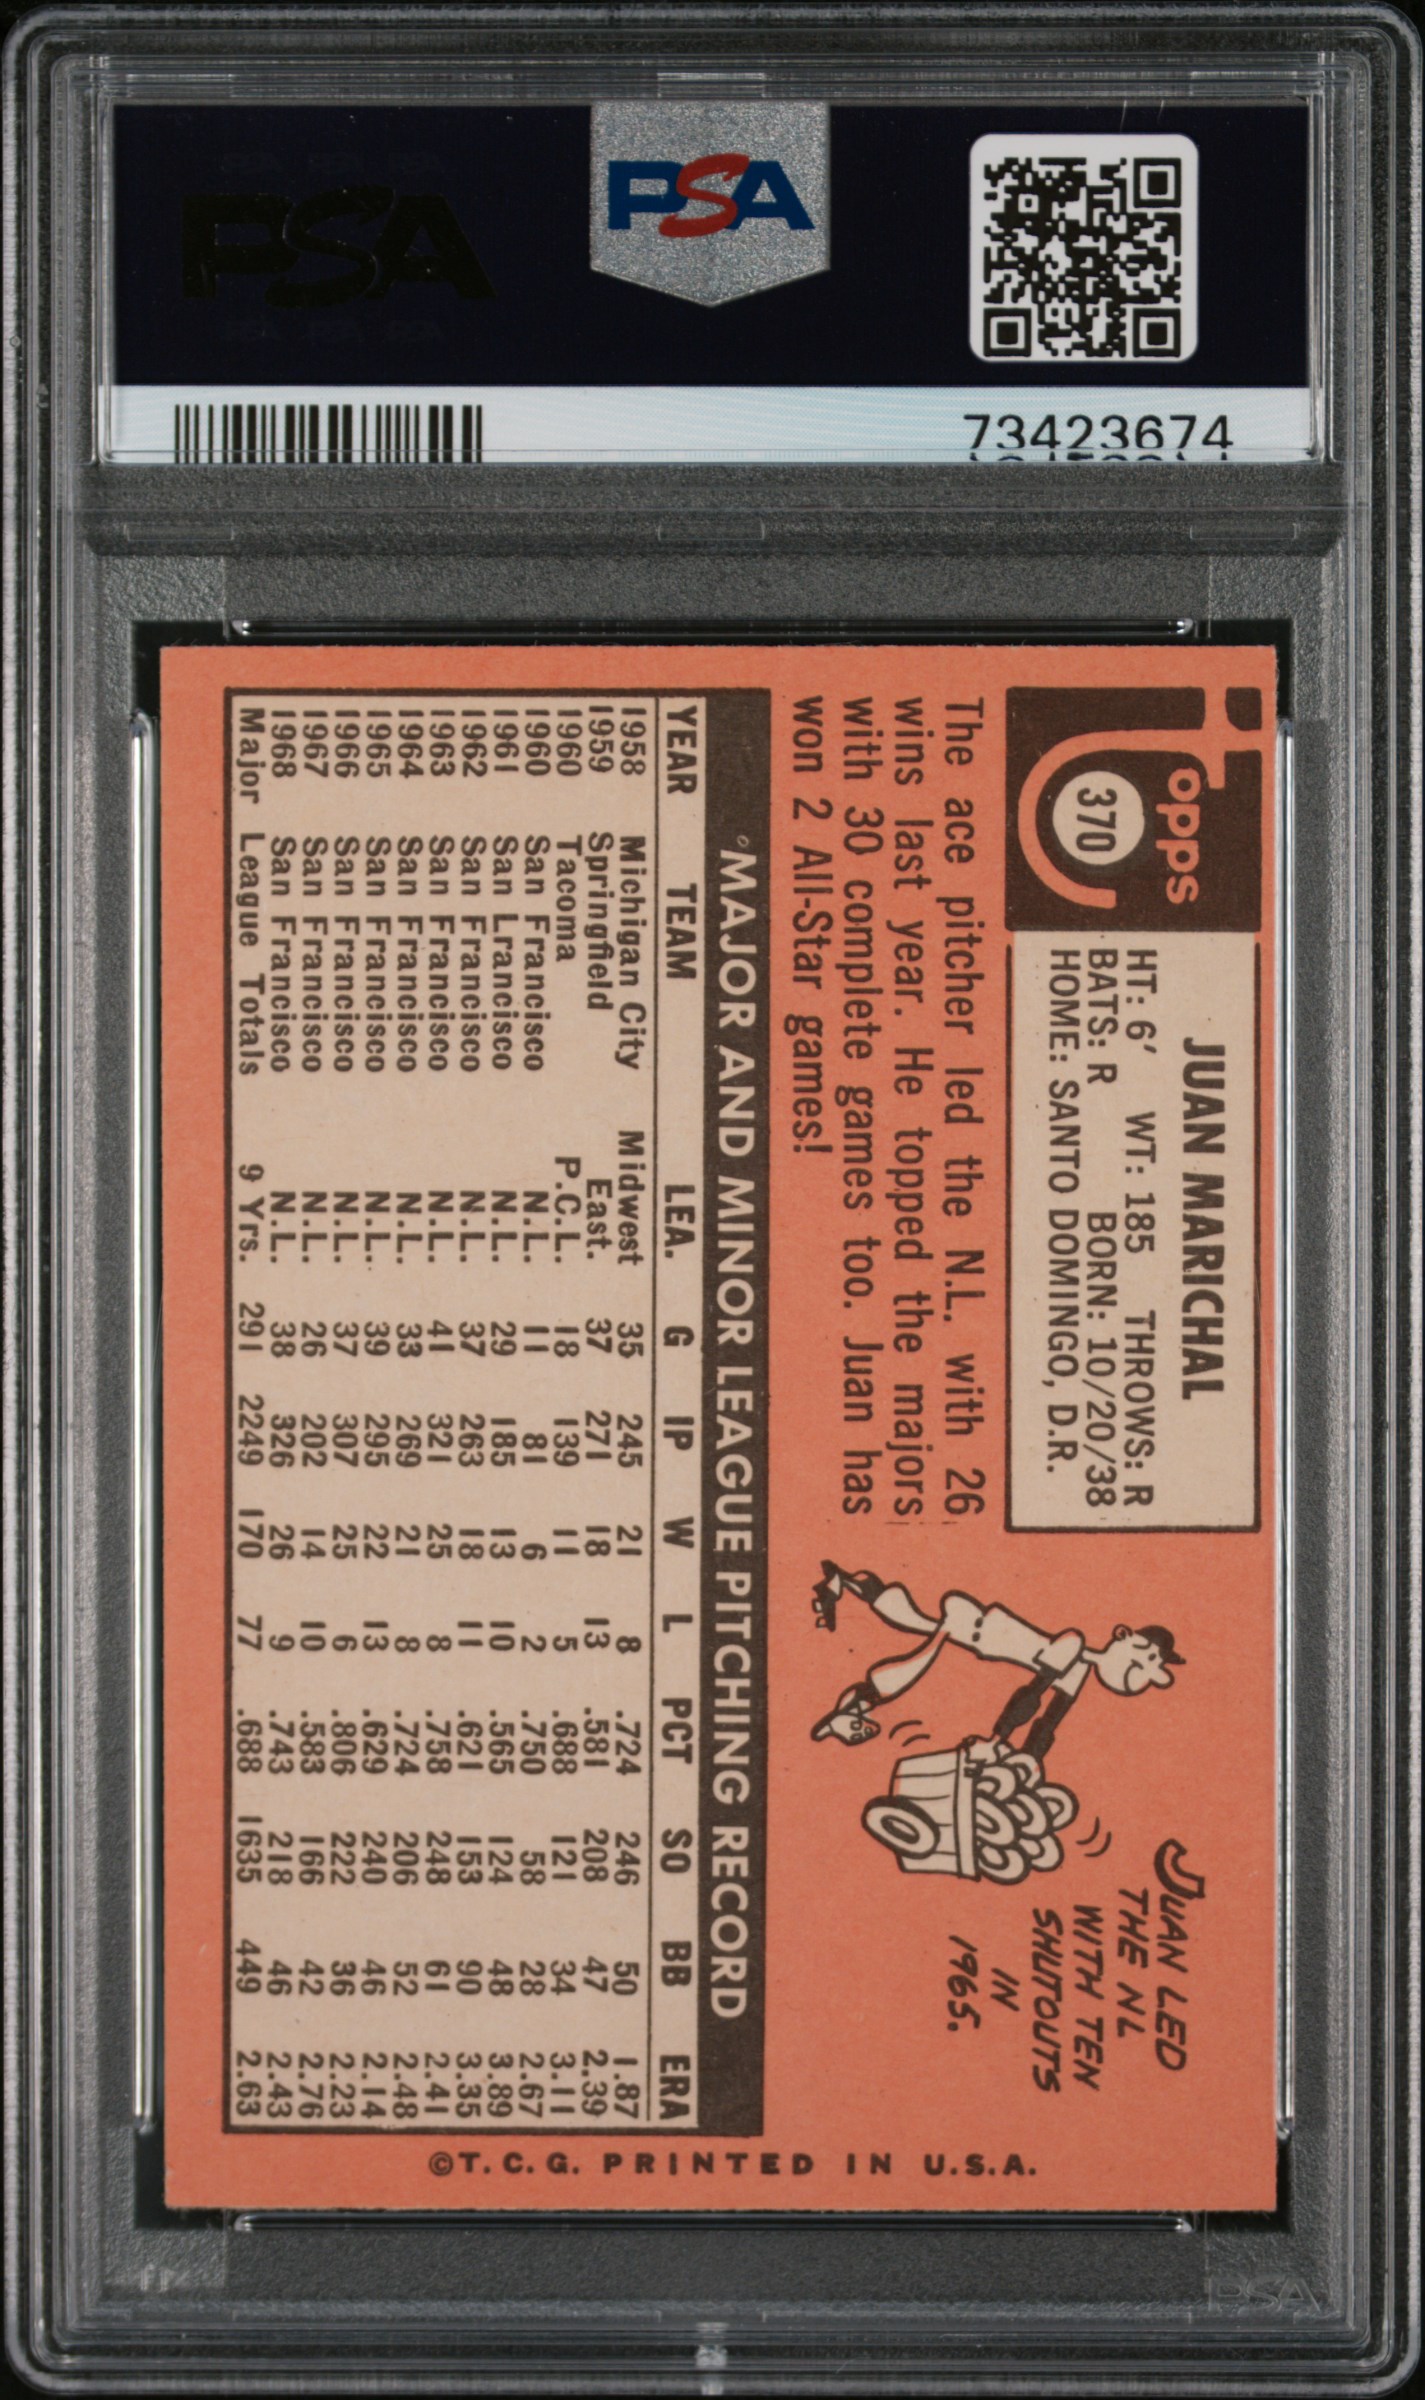 PSA
PSA
73423674
Topps
370
JUAN MARICHAL
HT: 6' WT: 185 THROWS: R
BATS: R BORN: 10/20/38
HOME: SANTO DOMINGO, D.R.
The ace pitcher led the N.L. with 26
wins last year. He topped the majors
with 30 complete games too. Juan has
won 2 All-Star games!
JUAN LED
THE NL
WITH TEN
SHUTOUTS
IN
1965.
MAJOR AND MINOR LEAGUE PITCHING RECORD
YEAR TEAM LEA. G IP W L PCT SO BB ERA
1958 Michigan City Midwest 35 245 21 8 .724 246 50 1.87
1959 Springfield East. 37 271 18 13 .581 208 47 2.39
1960 Tacoma P.C.L. 18 139 11 5 .688 121 34 3.11
1960 San Francisco N.L. 11 81 6 2 .750 58 28 2.67
1961 San Lrancisco N.L. 29 185 13 10 .565 124 48 3.89
1962 San Francisco N.L. 37 263 18 11 .621 153 90 3.35
1963 San Francisco N.L. 41 321 25 8 .758 248 61 2.41
1964 San Francisco N.L. 33 269 21 8 .724 206 52 2.48
1965 San Francisco N.L. 39 295 22 13 .629 240 46 2.14
1966 San Francisco N.L. 37 307 25 6 .806 222 36 2.23
1967 San Francisco N.L. 26 202 14 10 .583 166 42 2.76
1968 San Francisco N.L. 38 326 26 9 .743 218 46 2.43
Major League Totals 9 Yrs. 291 2249 170 77 .688 1635 449 2.63
©T.C.G. PRINTED IN U.S.A.
PSA